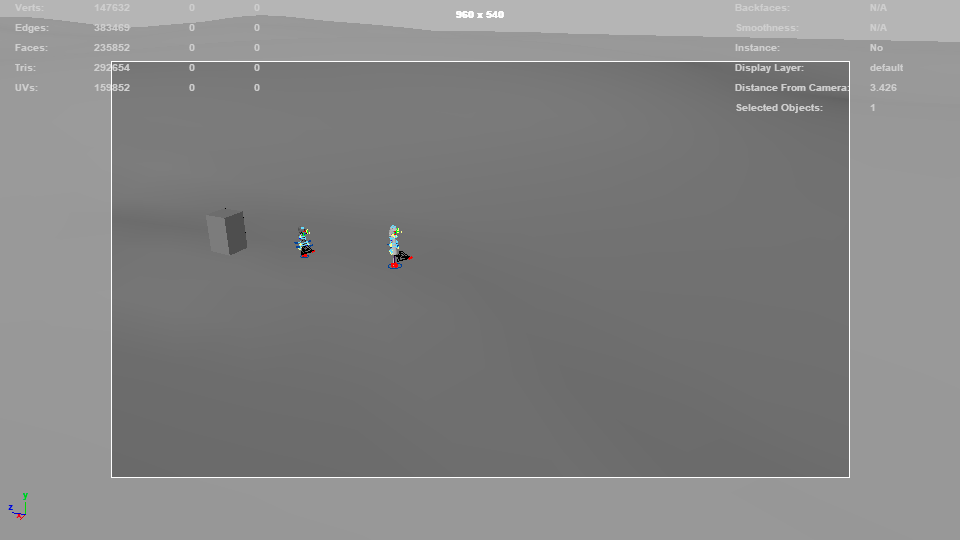 960 x 540
Verts: 147632 0 0
Edges: 383489 0 0
Faces: 235852 0 0
Tris: 292654 0 0
UVs: 159852 0 0
Backfaces: N/A
Smoothness: N/A
Instance: No
Display Layer: default
Distance From Camera: 3.426
Selected Objects: 1
y
z
x